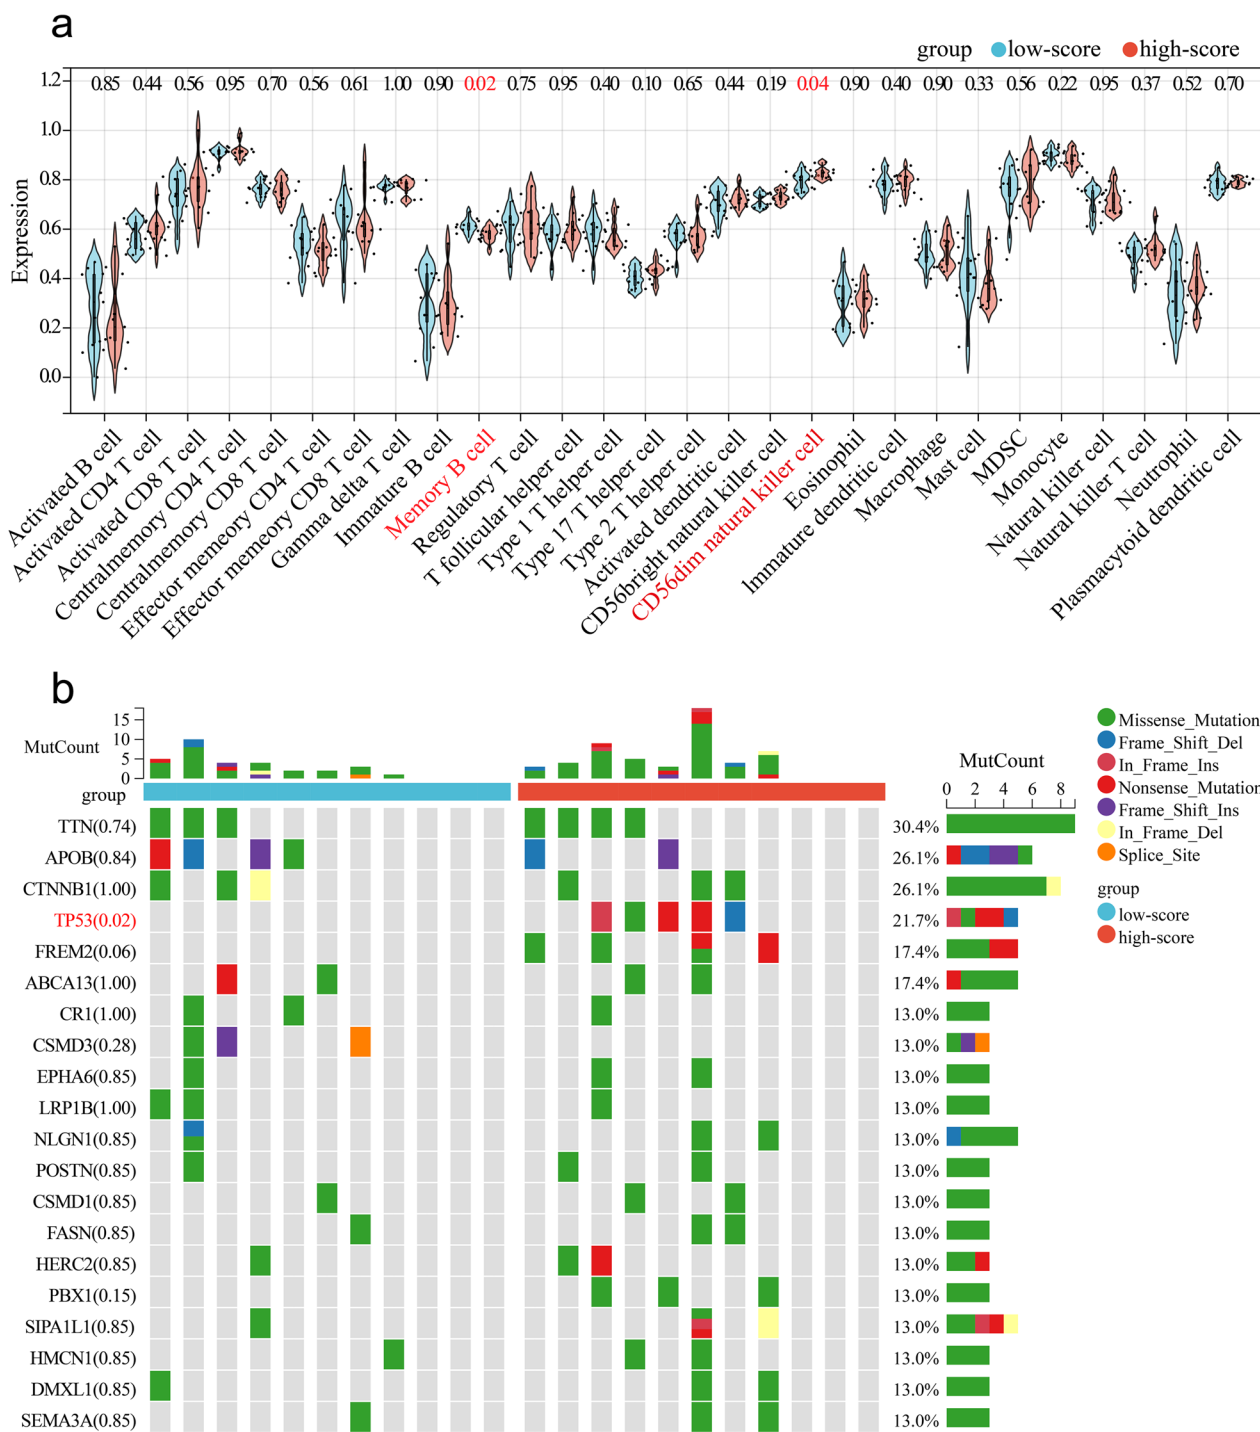 a
group low-score high-score
1.2
1.0
0.8
0.6
0.4
0.2
0.0
Expression
0.85 0.44 0.56 0.95 0.70 0.56 0.61 1.00 0.90 0.02 0.75 0.95 0.40 0.10 0.65 0.44 0.19 0.04 0.90 0.40 0.90 0.33 0.56 0.22 0.95 0.37 0.52 0.70
Activated B cell
Activated CD4 T cell
Activated CD8 T cell
Centralmemory CD4 T cell
Centralmemory CD8 T cell
Effector memeory CD4 T cell
Effector memeory CD8 T cell
Gamma delta T cell
Immature B cell
Memory B cell
Regulatory T cell
T follicular helper cell
Type 1 T helper cell
Type 17 T helper cell
Type 2 T helper cell
Activated dendritic cell
CD56bright natural killer cell
CD56dim natural killer cell
Eosinophil
Immature dendritic cell
Macrophage
Mast cell
MDSC
Monocyte
Natural killer cell
Natural killer T cell
Neutrophil
Plasmacytoid dendritic cell
b
MutCount
15
10
5
0
group
MutCount
0 2 4 6 8
TTN(0.74) 30.4%
APOB(0.84) 26.1%
CTNNB1(1.00) 26.1%
TP53(0.02) 21.7%
FREM2(0.06) 17.4%
ABCA13(1.00) 17.4%
CR1(1.00) 13.0%
CSMD3(0.28) 13.0%
EPHA6(0.85) 13.0%
LRP1B(1.00) 13.0%
NLGN1(0.85) 13.0%
POSTN(0.85) 13.0%
CSMD1(0.85) 13.0%
FASN(0.85) 13.0%
HERC2(0.85) 13.0%
PBX1(0.15) 13.0%
SIPA1L1(0.85) 13.0%
HMCN1(0.85) 13.0%
DMXL1(0.85) 13.0%
SEMA3A(0.85) 13.0%
Missense_Mutation
Frame_Shift_Del
In_Frame_Ins
Nonsense_Mutation
Frame_Shift_Ins
In_Frame_Del
Splice_Site
group
low-score
high-score